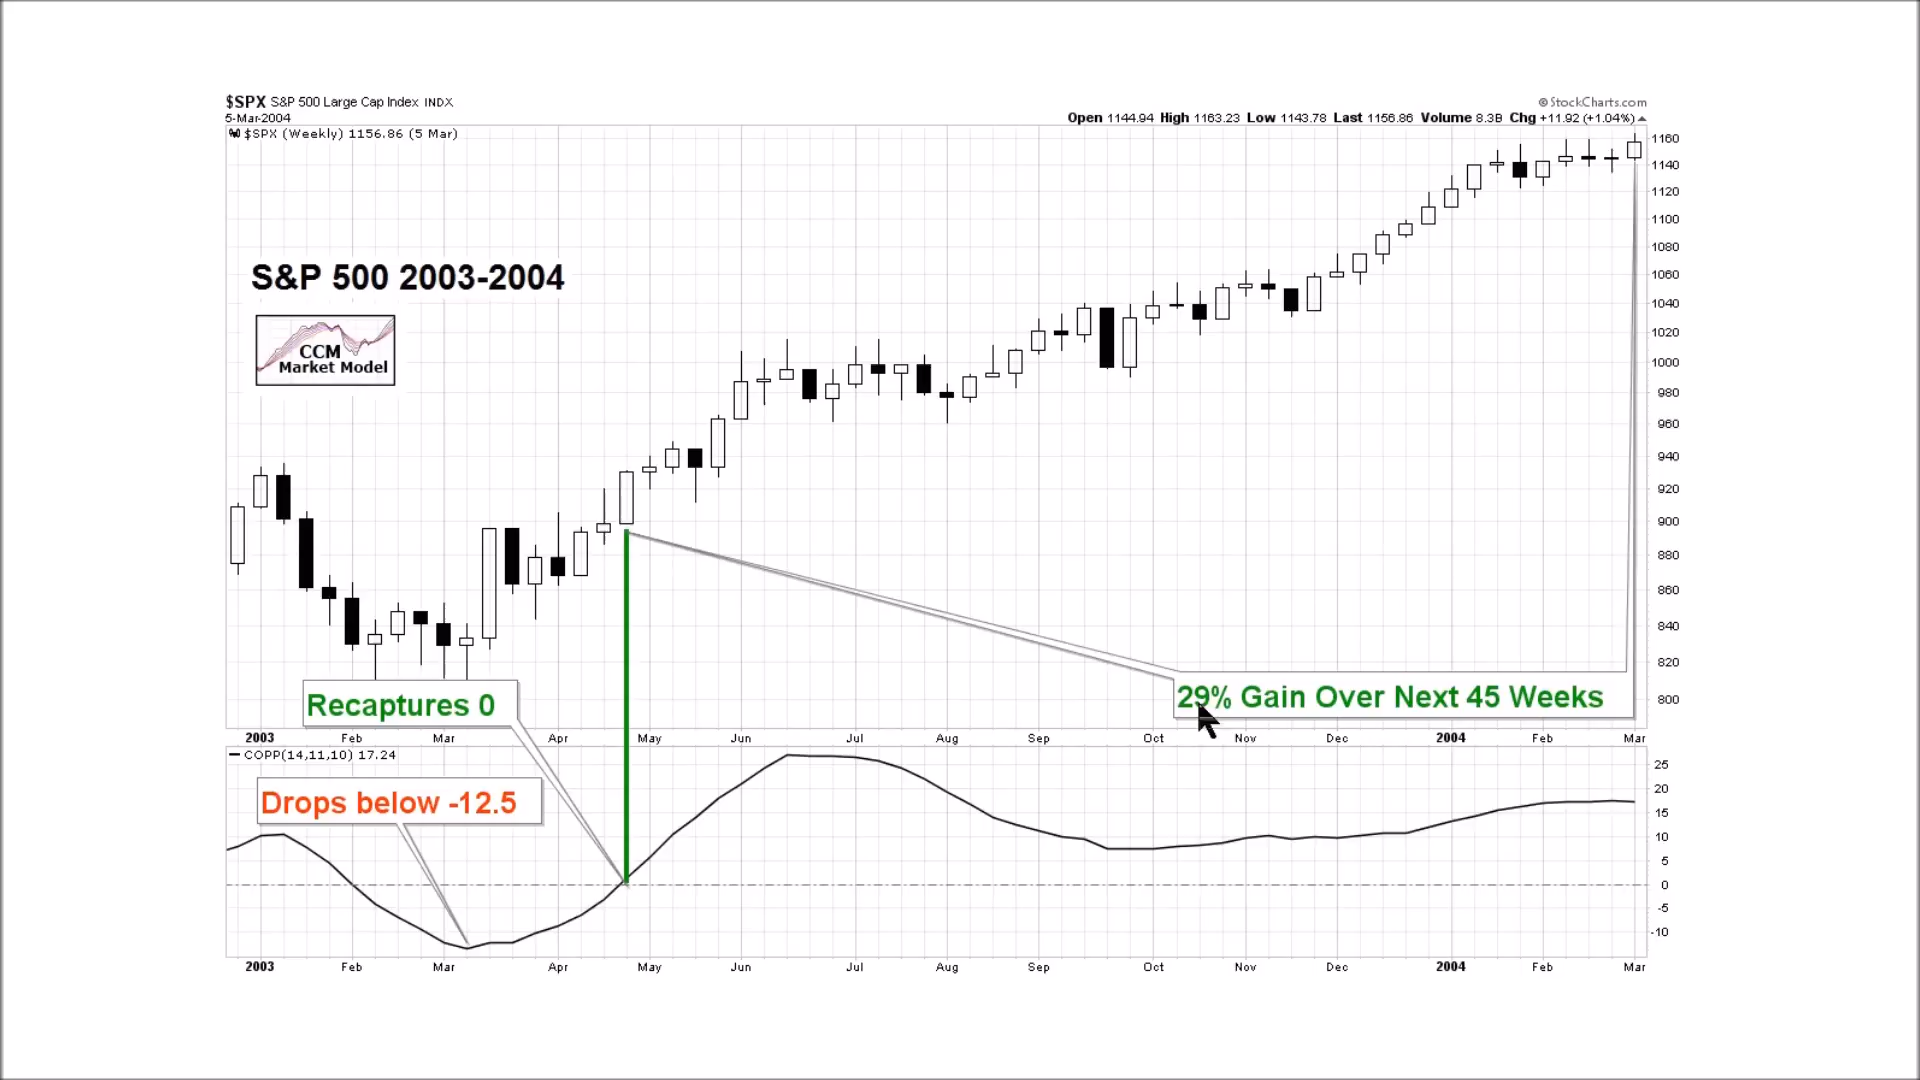 $SPX S&P 500 Large Cap Index INDX
© StockCharts.com
5-Mar-2004
Open 1144.94 High 1163.23 Low 1143.78 Last 1156.86 Volume 8.3B Chg +11.92 (+1.04%)
$SPX (Weekly) 1156.86 (5 Mar)
1160
1140
1120
1100
1080
1060
1040
1020
1000
980
960
940
920
900
880
860
840
820
800
S&P 500 2003-2004
CCM
Market Model
Recaptures 0
29% Gain Over Next 45 Weeks
2003 Feb Mar Apr May Jun Jul Aug Sep Oct Nov Dec 2004 Feb Mar
COPP(14,11,10) 17.24
Drops below -12.5
25
20
15
10
5
0
-5
-10
2003 Feb Mar Apr May Jun Jul Aug Sep Oct Nov Dec 2004 Feb Mar